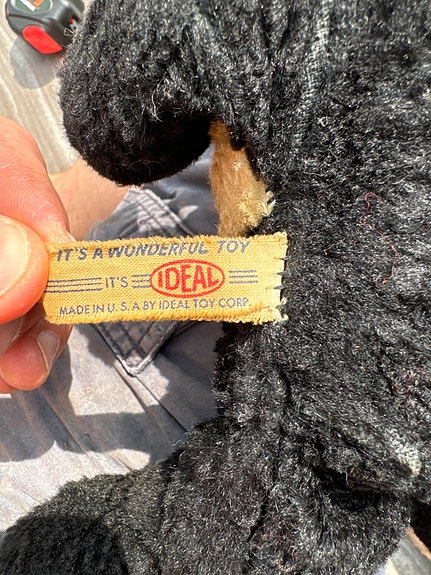 IT'S A WONDERFUL TOY
IT'S IDEAL
MADE IN U.S.A BY IDEAL TOY CORP.